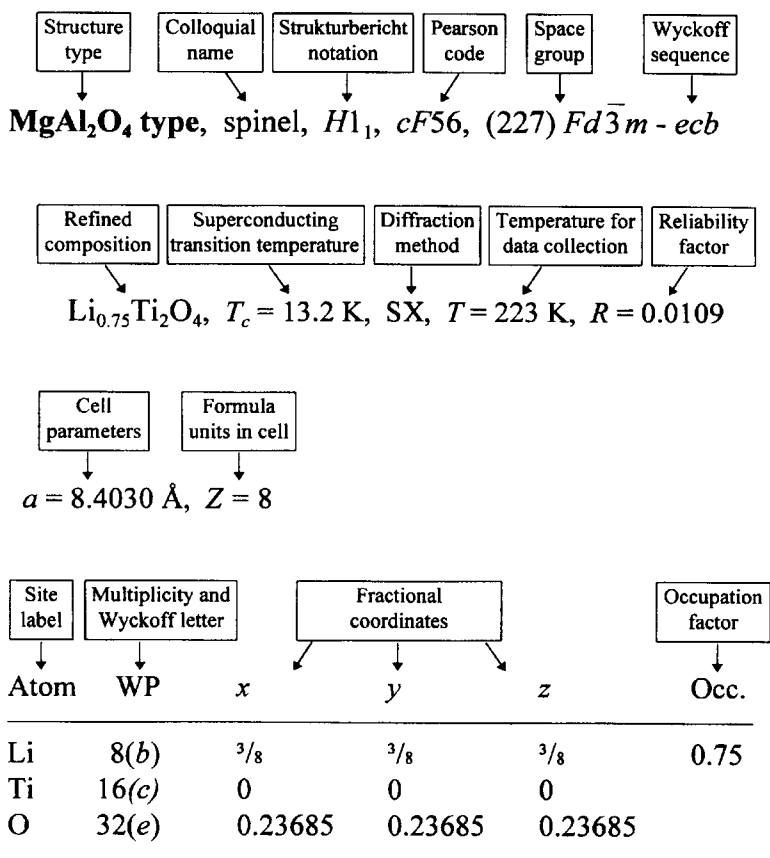 Structure type
Colloquial name
Strukturbericht notation
Pearson code
Space group
Wyckoff sequence
MgAl₂O₄ type, spinel, H1₁, cF56, (227) Fd3̅m - ecb
Refined composition
Superconducting transition temperature
Diffraction method
Temperature for data collection
Reliability factor
Li₀.₇₅Ti₂O₄, T_c = 13.2 K, SX, T = 223 K, R = 0.0109
Cell parameters
Formula units in cell
a = 8.4030 Å, Z = 8
Site label
Multiplicity and Wyckoff letter
Fractional coordinates
Occupation factor
Atom WP x y z Occ.
Li 8(b) ³/₈ ³/₈ ³/₈ 0.75
Ti 16(c) 0 0 0
O 32(e) 0.23685 0.23685 0.23685